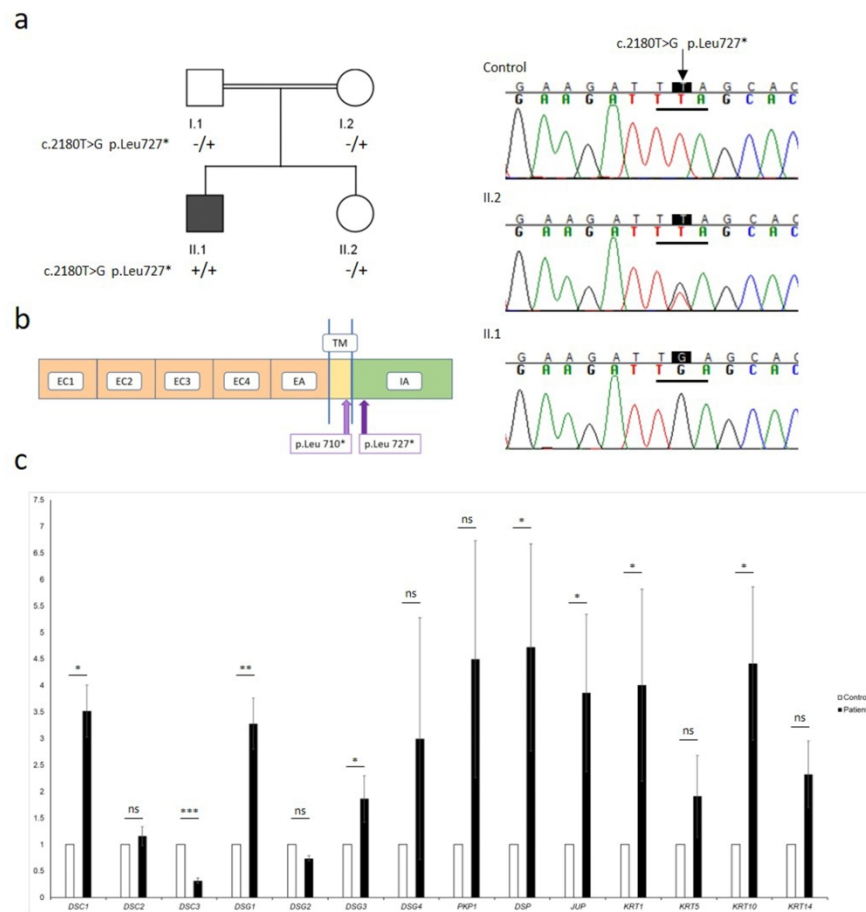 a
I.1
I.2
c.2180T>G p.Leu727*
-/+
-/+
II.1
II.2
c.2180T>G p.Leu727*
+/+
-/+
c.2180T>G p.Leu727*
Control
G A A G A T T T A G C A C
G A A G A T T T A G C A C
II.2
G A A G A T T T A G C A C
G A A G A T T T A G C A C
II.1
G A A G A T T G A G C A C
G A A G A T T G A G C A C
b
TM
EC1 EC2 EC3 EC4 EA IA
p.Leu 710* p.Leu 727*
c
7.5
7
6.5
6
5.5
5
4.5
4
3.5
3
2.5
2
1.5
1
0.5
0
* ns *** ** ns * ns ns * * * ns * ns
Control
Patient
DSC1 DSC2 DSC3 DSG1 DSG2 DSG3 DSG4 PKP1 DSP JUP KRT1 KRT5 KRT10 KRT14